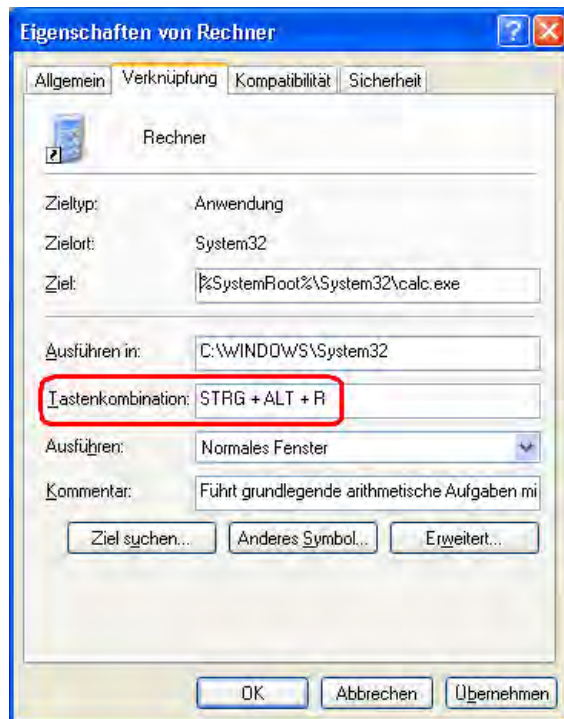 Eigenschaften von Rechner
Allgemein Verknüpfung Kompatibilität Sicherheit
Rechner
Zieltyp: Anwendung
Zielort: System32
Ziel: %SystemRoot%\System32\calc.exe
Ausführen in: C:\WINDOWS\System32
Tastenkombination: STRG + ALT + R
Ausführen: Normales Fenster
Kommentar: Führt grundlegende arithmetische Aufgaben mi
Ziel suchen... Anderes Symbol... Erweitert...
OK Abbrechen Übernehmen